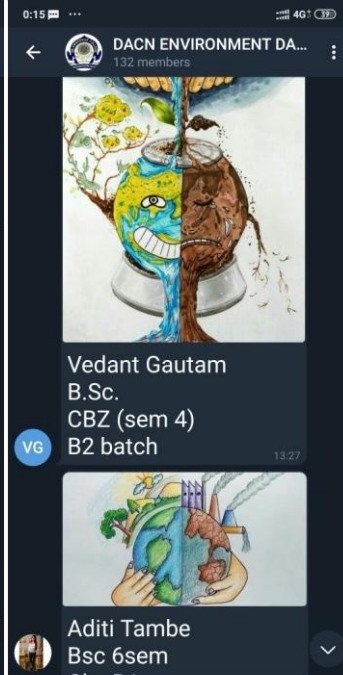 0:15 ... 4G+ 39
DACN ENVIRONMENT DA...
132 members
Vedant Gautam
B.Sc.
CBZ (sem 4)
B2 batch
VG
13:27
Aditi Tambe
Bsc 6sem